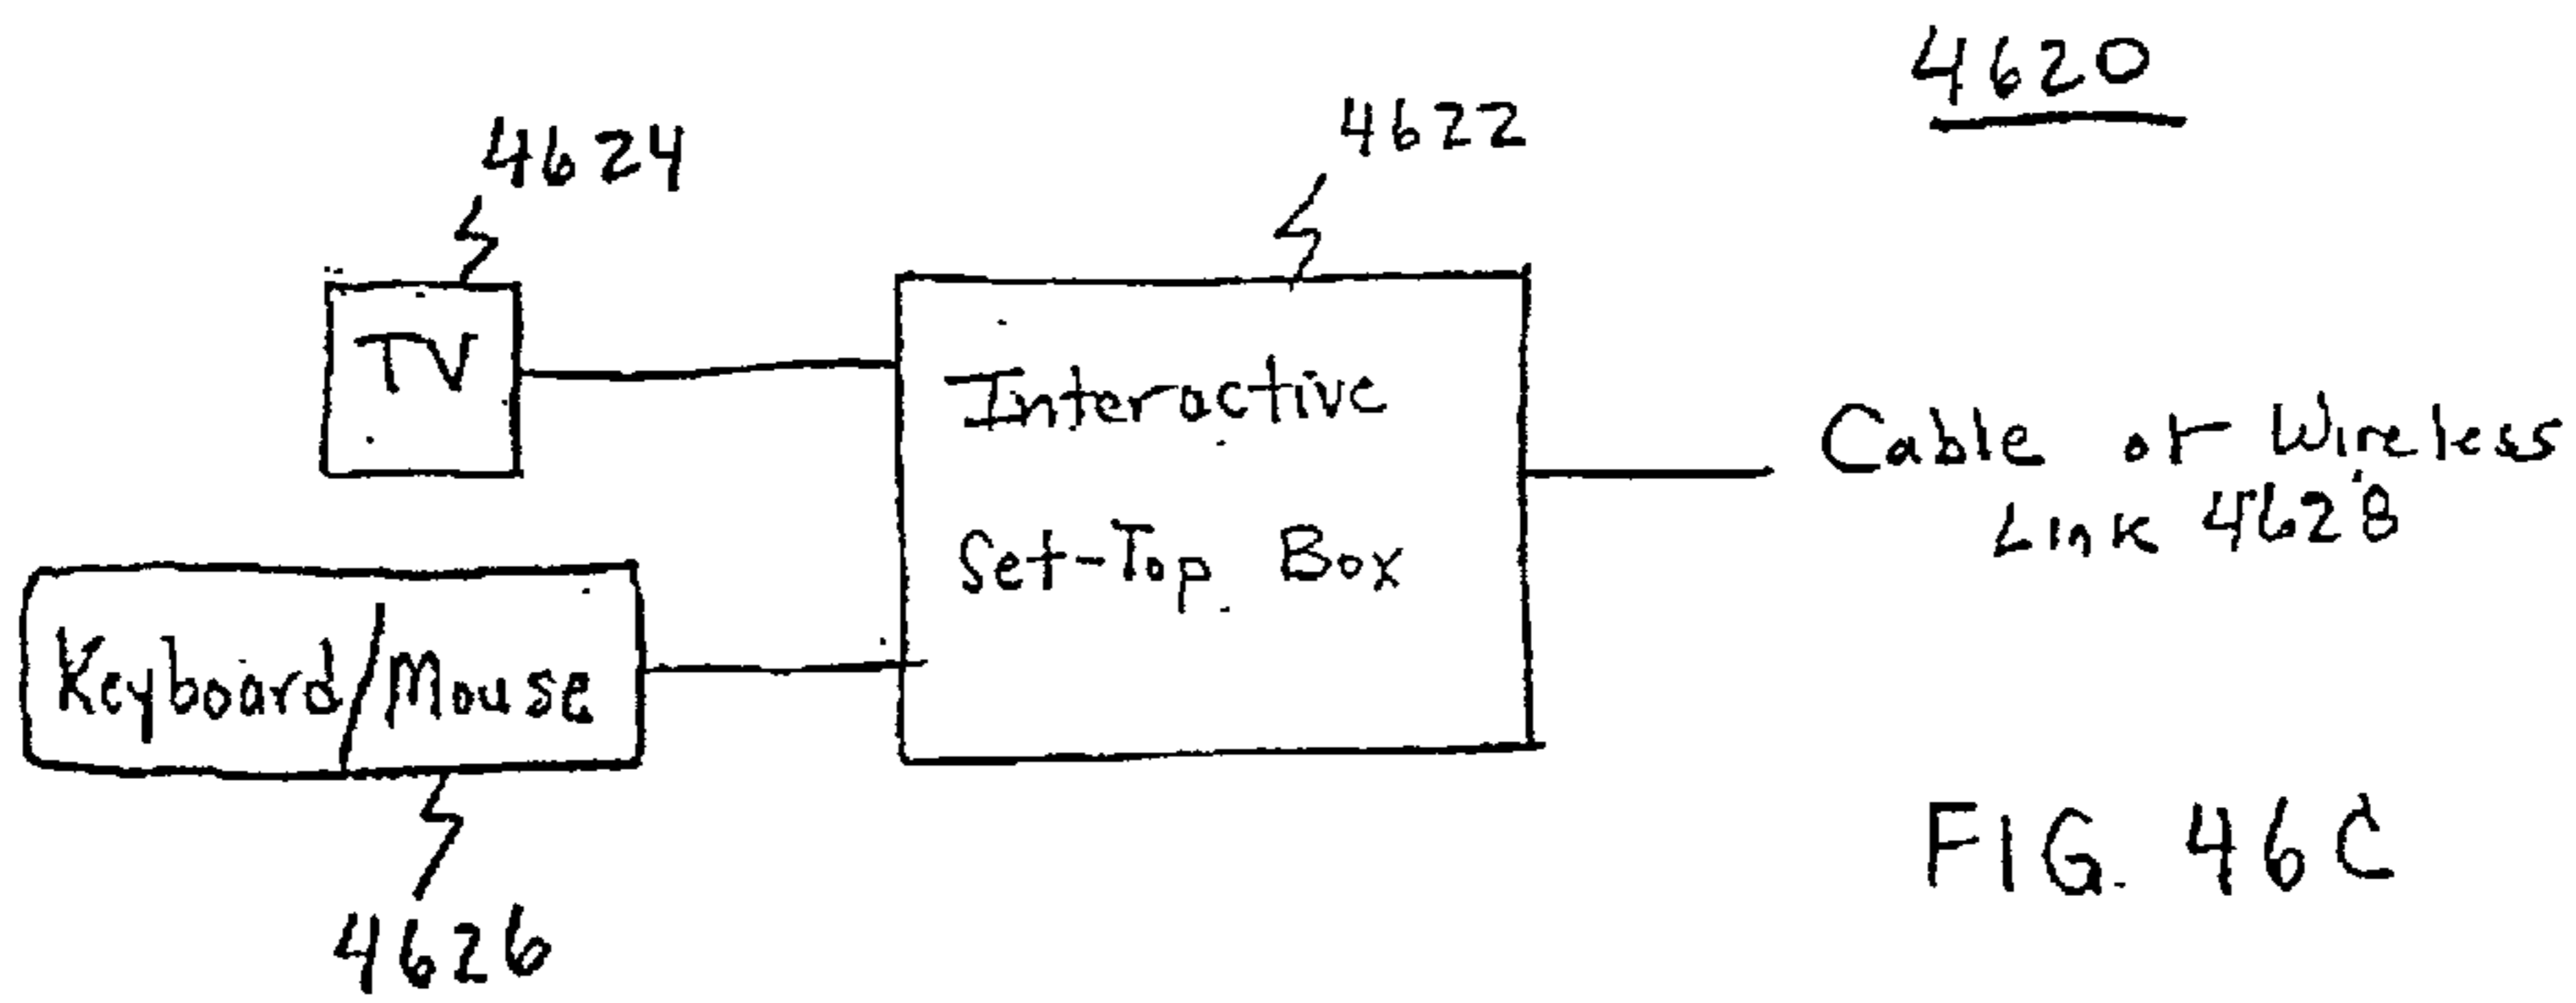 4620
4624
4622
TV
Interactive
Set-Top Box
Cable or Wireless
Link 4628
Keyboard/Mouse
4626
FIG. 46C